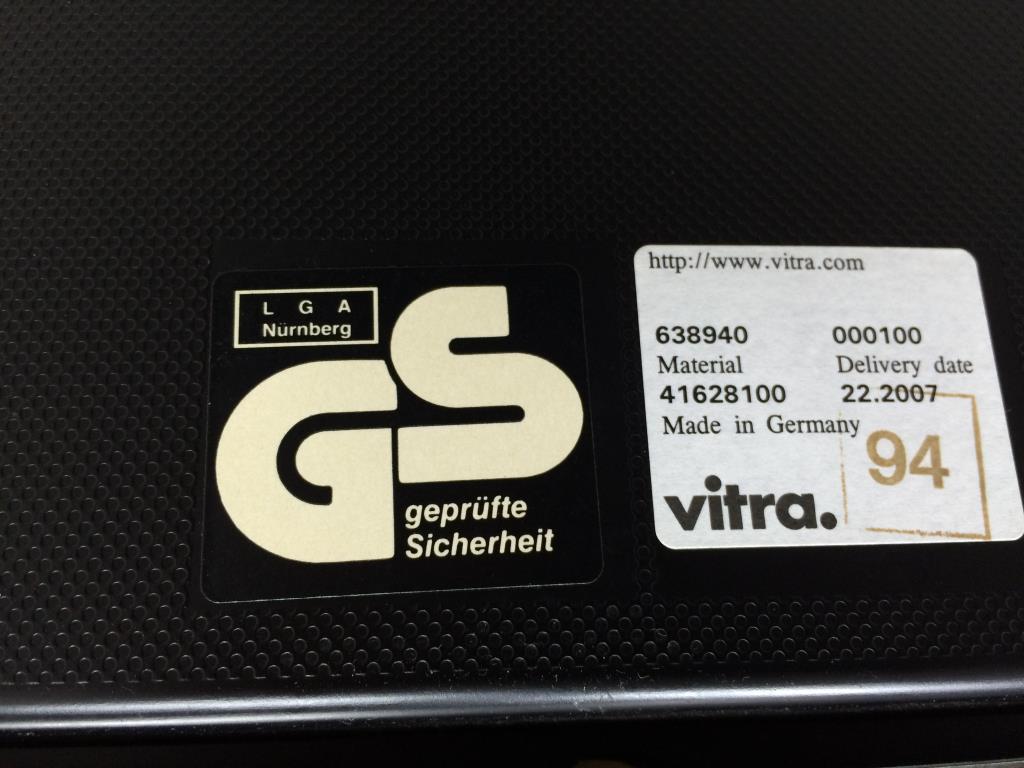 L G A
Nürnberg
GS
geprüfte
Sicherheit
http://www.vitra.com
638940 000100
Material Delivery date
41628100 22.2007
Made in Germany
94
vitra.